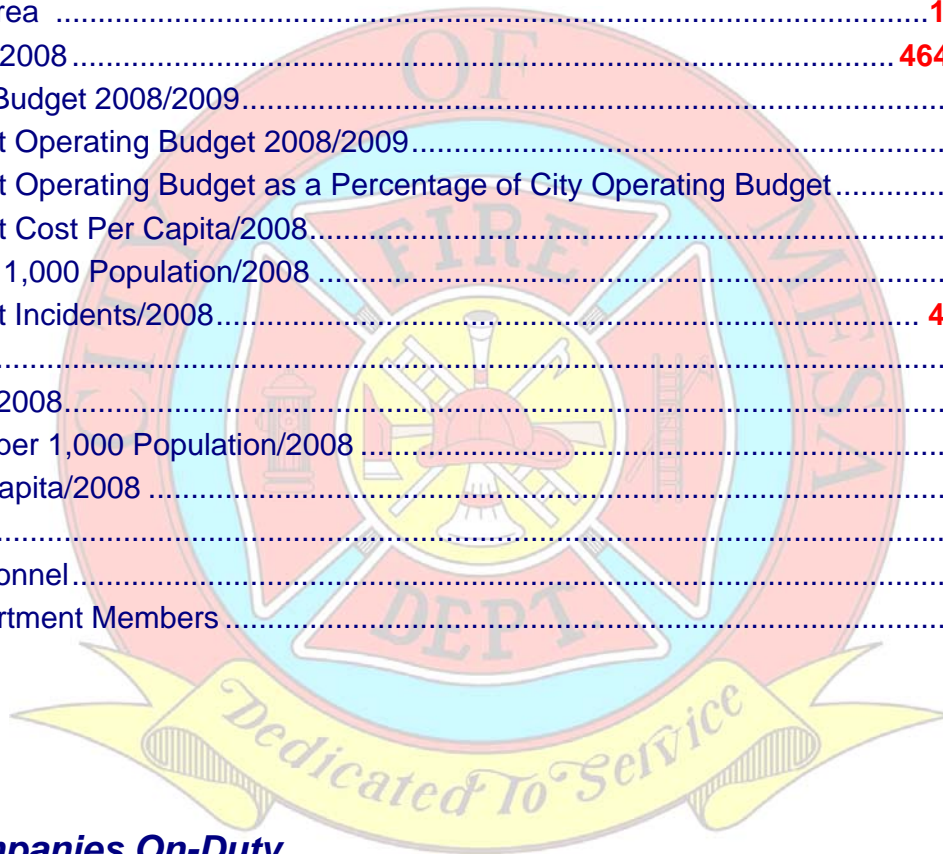 rea ........ 1
2008 ........ 464
Budget 2008/2009 ........
t Operating Budget 2008/2009 ........
t Operating Budget as a Percentage of City Operating Budget ........
t Cost Per Capita/2008 ........
1,000 Population/2008 ........
t Incidents/2008 ........ 4
........
2008 ........
per 1,000 Population/2008 ........
apita/2008 ........
........
onnel ........
rtment Members ........
CITY OF MESA
FIRE
DEPT.
Dedicated To Service
mpanies On-Duty